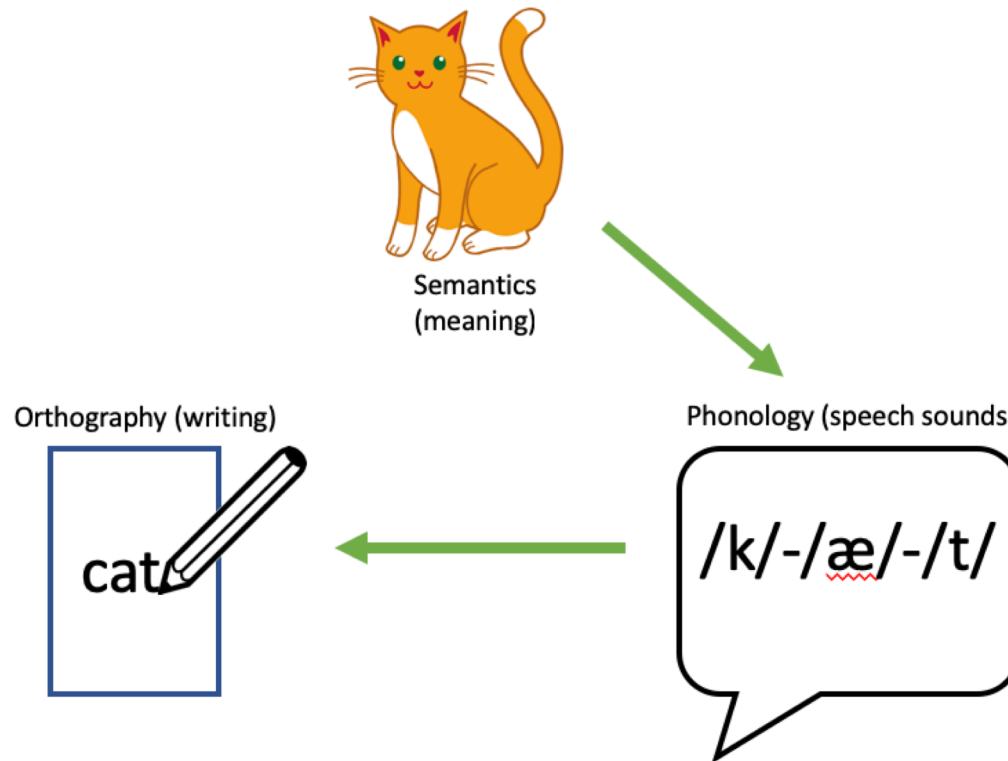 Semantics
(meaning)
Orthography (writing)
Phonology (speech sounds
cat
/k/-/æ/-/t/